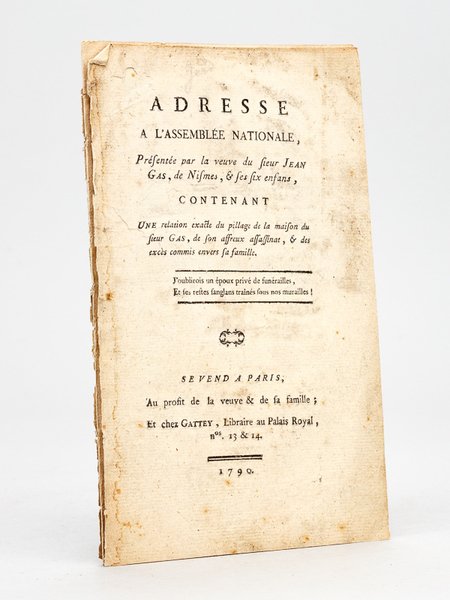 ADRESSE
A L'ASSEMBLÉE NATIONALE,
Préſentée par la veuve du ſieur JEAN
GAS, de Niſmes, & ſes ſix enfans,
CONTENANT
UNE relation exacte du pillage de la maiſon du
ſieur GAS, de ſon affreux aſſaſſinat, & des
excès commis envers ſa famille.
J'oublierois un époux privé de funérailles,
Et ſes reſtes ſanglans traînés ſous nos murailles !
SE VEND A PARIS,
Au profit de la veuve & de ſa famille ;
Et chez GATTEY, Libraire au Palais Royal,
nos. 13 & 14.
1790.